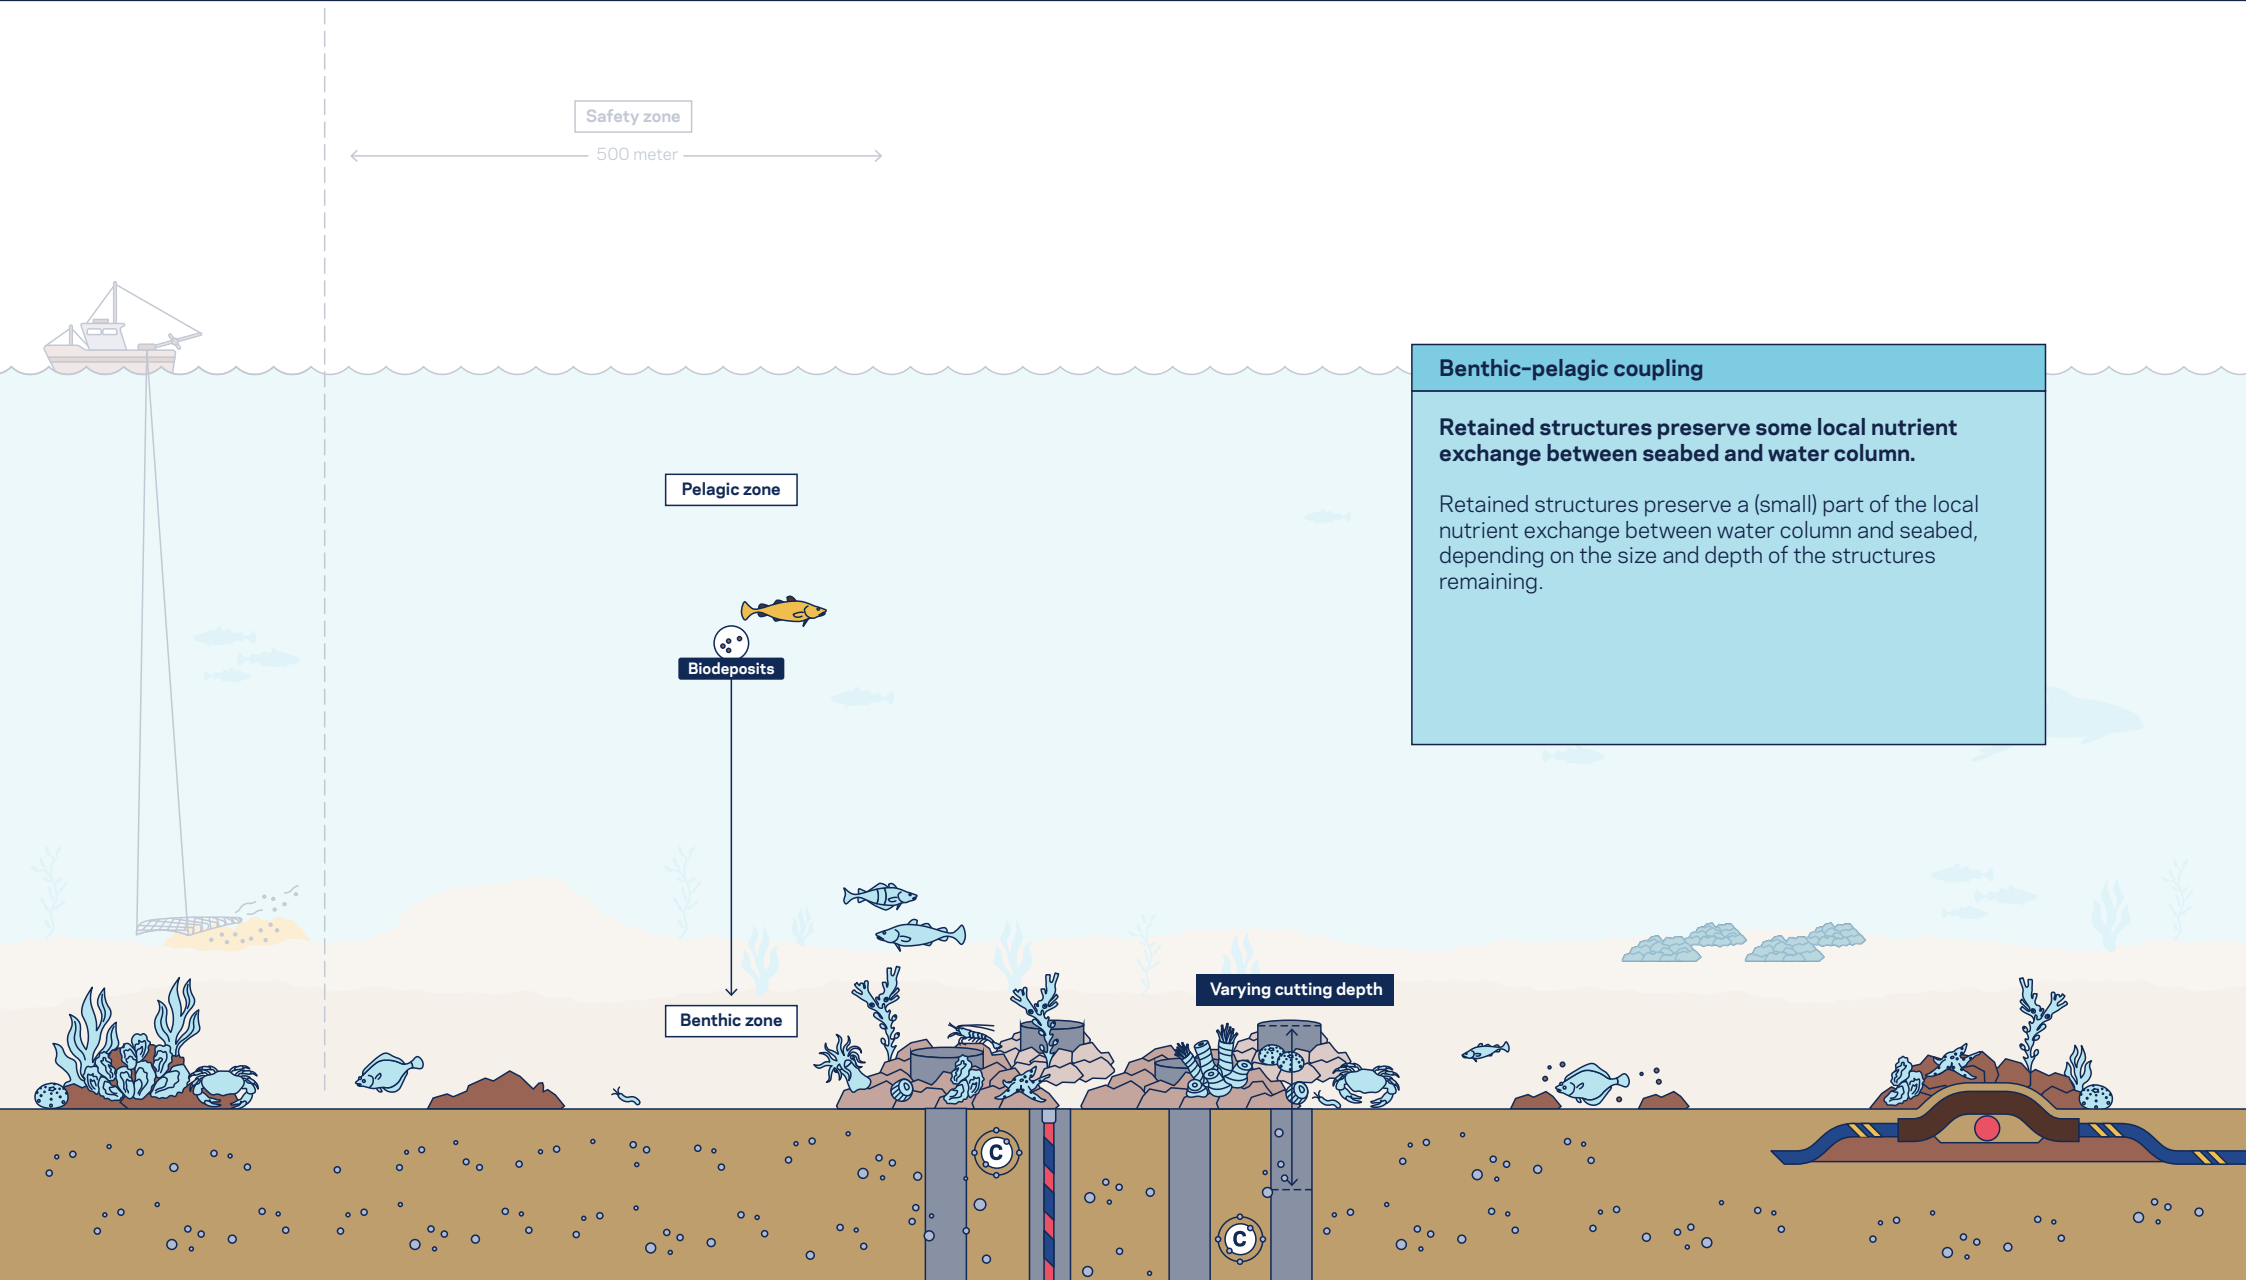 Safety zone
500 meter
Benthic-pelagic coupling
Retained structures preserve some local nutrient
exchange between seabed and water column.
Retained structures preserve a (small) part of the local
nutrient exchange between water column and seabed,
depending on the size and depth of the structures
remaining.
Pelagic zone
Biodeposits
Varying cutting depth
Benthic zone
C
C